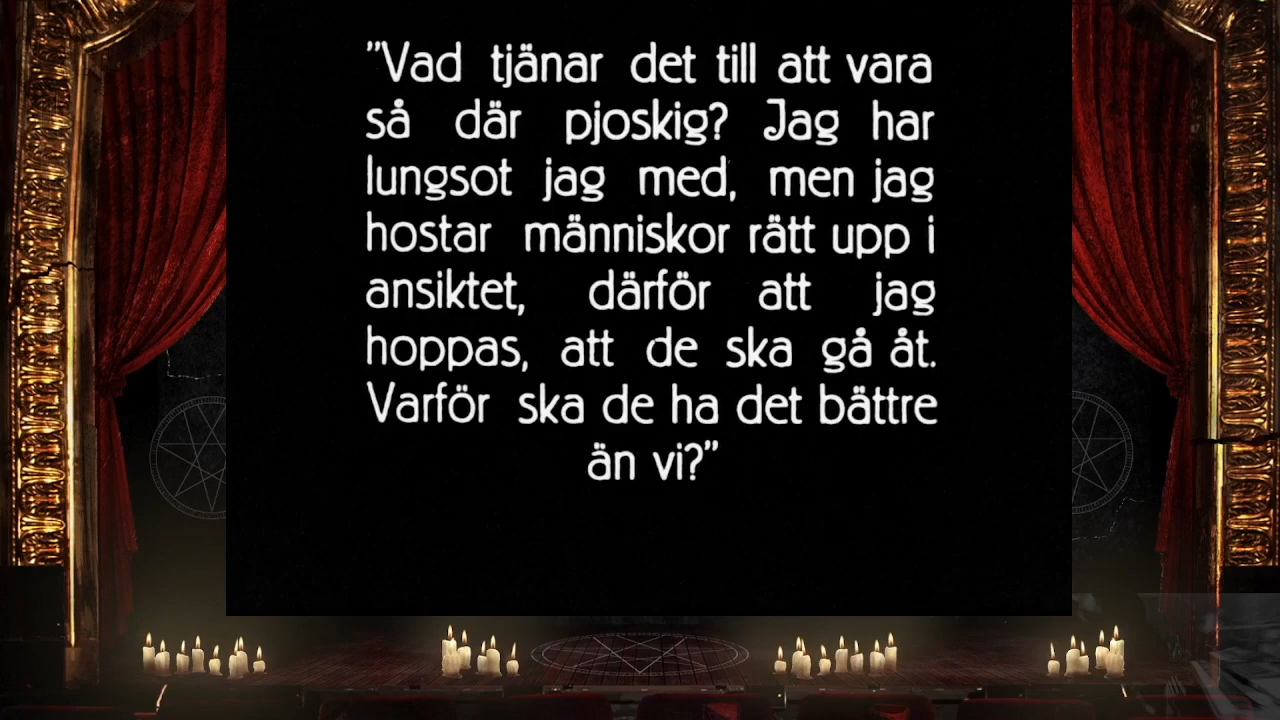 ”Vad tjänar det till att vara
så där pjoskig? Jag har
lungsot jag med, men jag
hostar människor rätt upp i
ansiktet, därför att jag
hoppas, att de ska gå åt.
Varför ska de ha det bättre
än vi?”